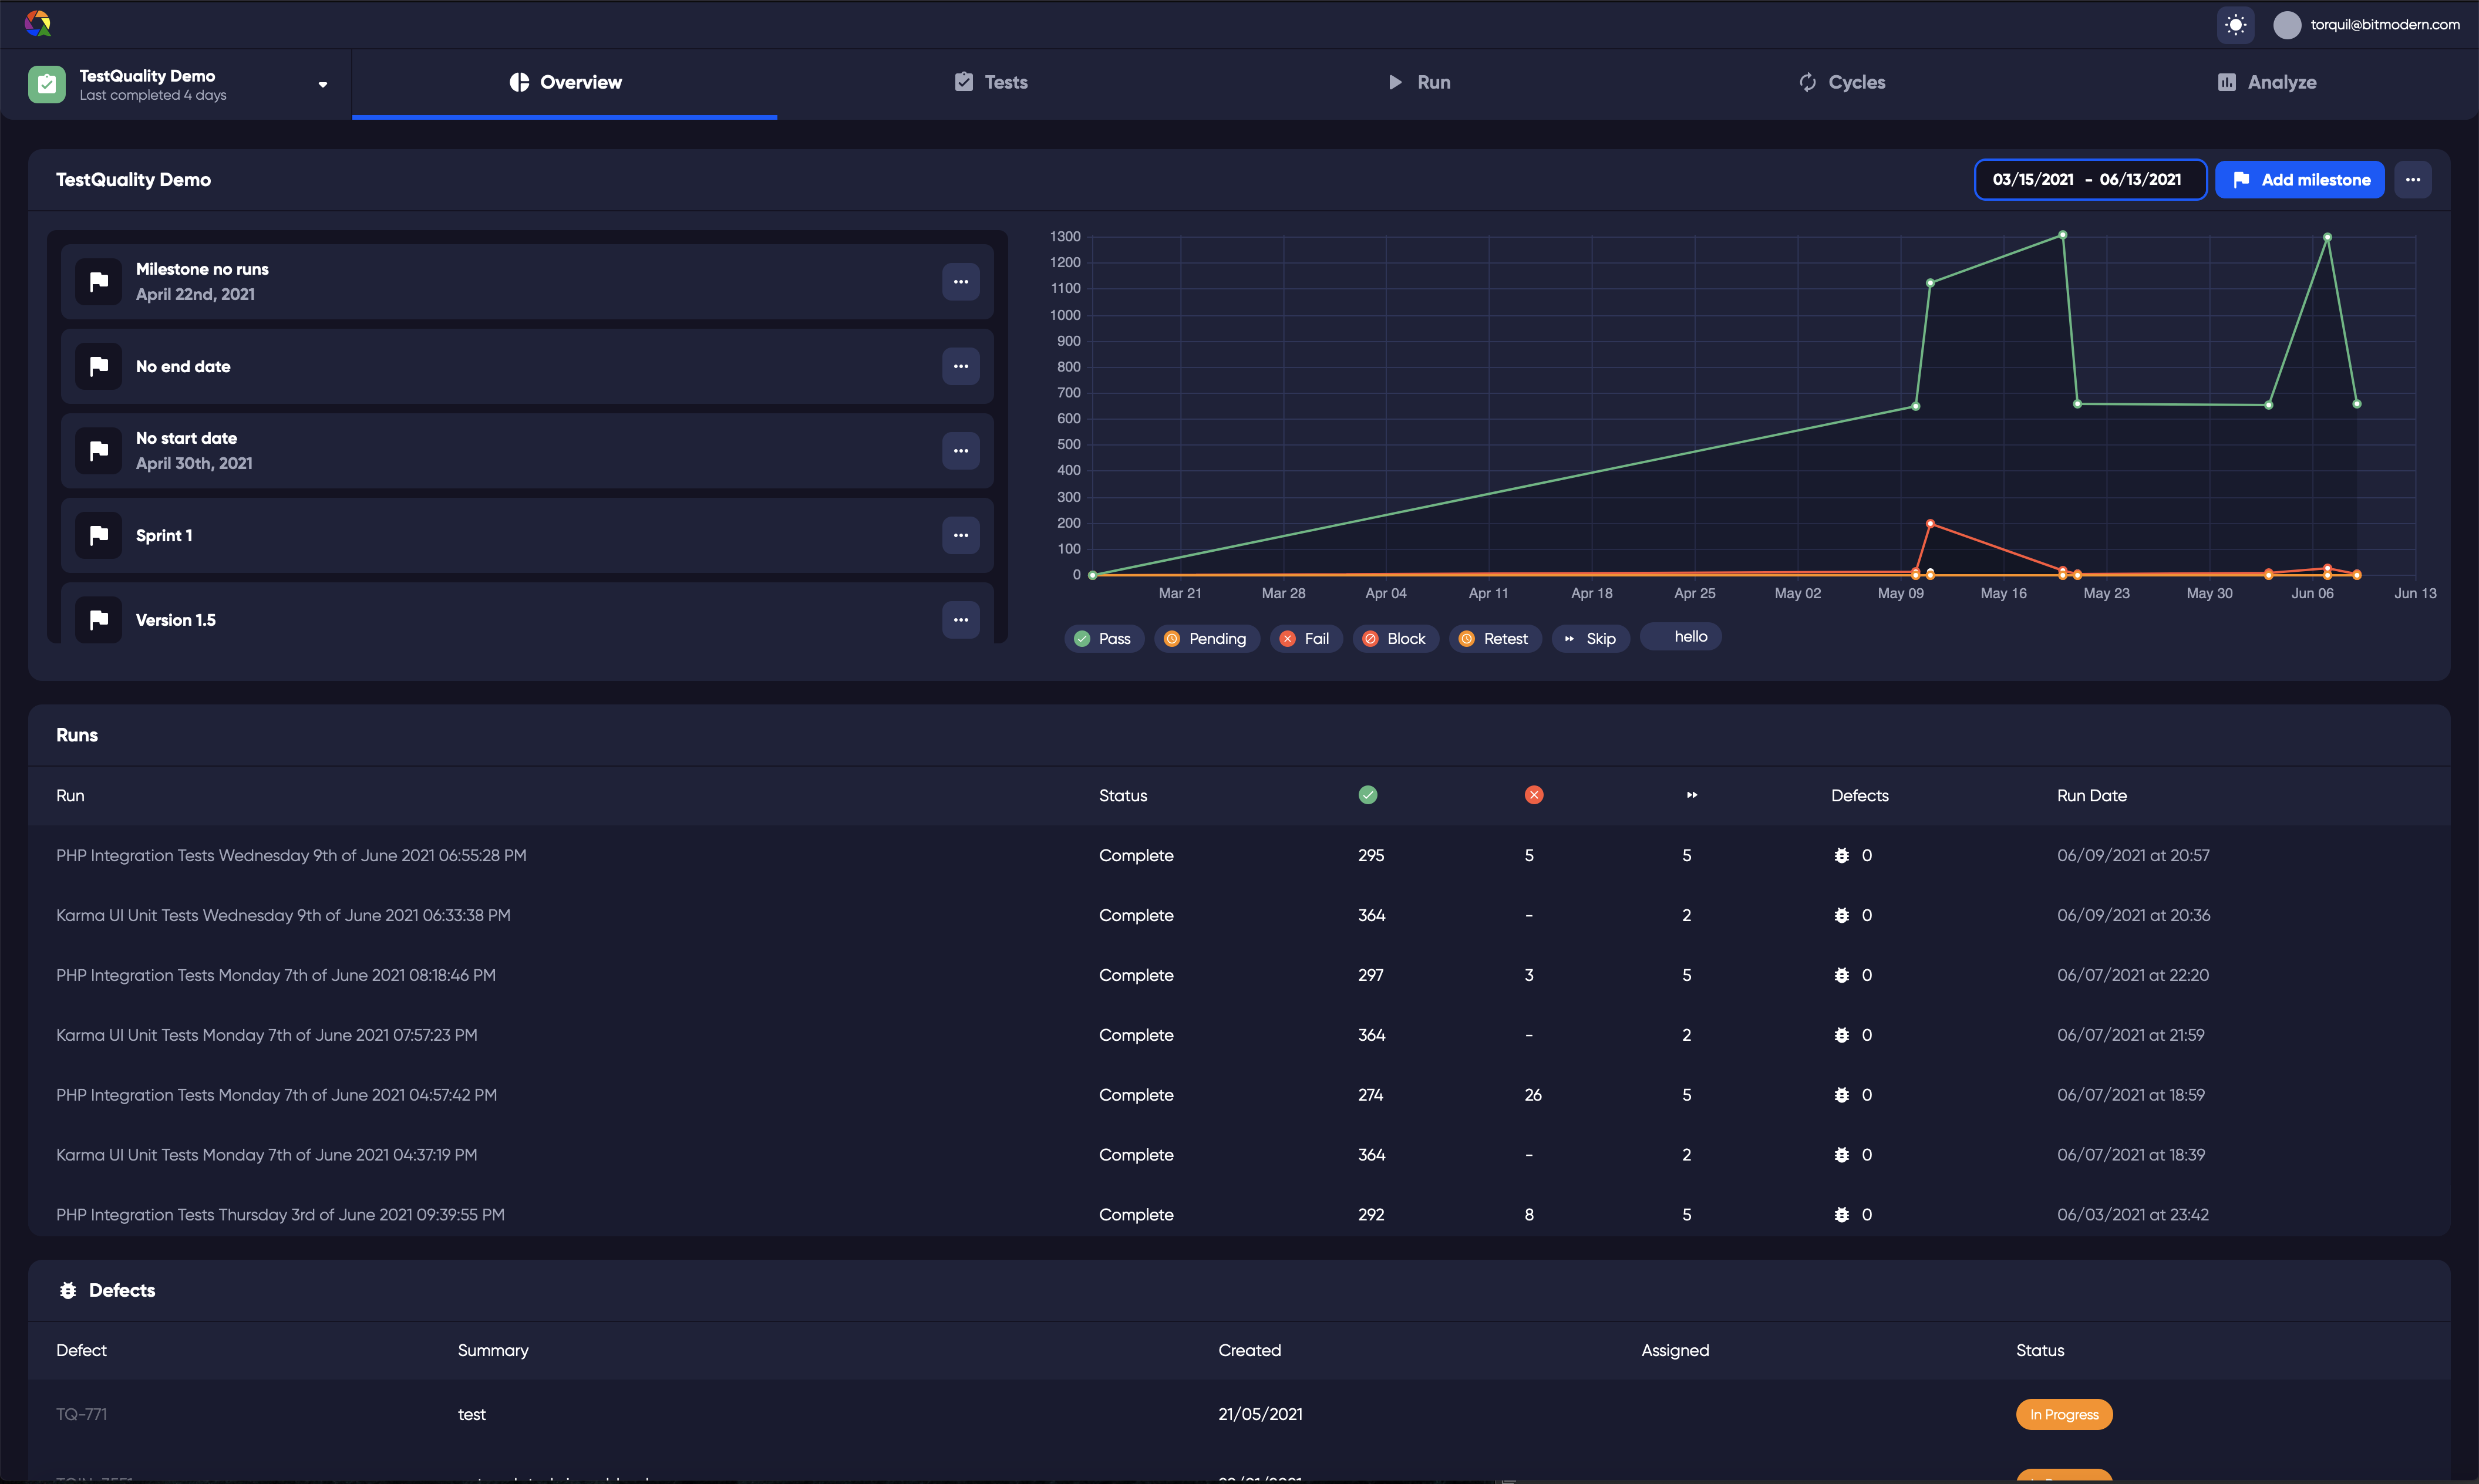 torquil@bitmodern.com
TestQuality Demo
Last completed 4 days
Overview
Tests
Run
Cycles
Analyze
TestQuality Demo
03/15/2021 - 06/13/2021
Add milestone
Milestone no runs
April 22nd, 2021
No end date
No start date
April 30th, 2021
Sprint 1
Version 1.5
1300
1200
1100
1000
900
800
700
600
500
400
300
200
100
0
Mar 21 Mar 28 Apr 04 Apr 11 Apr 18 Apr 25 May 02 May 09 May 16 May 23 May 30 Jun 06 Jun 13
Pass Pending Fail Block Retest Skip hello
Runs
Run Status Defects Run Date
PHP Integration Tests Wednesday 9th of June 2021 06:55:28 PM Complete 295 5 5 0 06/09/2021 at 20:57
Karma UI Unit Tests Wednesday 9th of June 2021 06:33:38 PM Complete 364 - 2 0 06/09/2021 at 20:36
PHP Integration Tests Monday 7th of June 2021 08:18:46 PM Complete 297 3 5 0 06/07/2021 at 22:20
Karma UI Unit Tests Monday 7th of June 2021 07:57:23 PM Complete 364 - 2 0 06/07/2021 at 21:59
PHP Integration Tests Monday 7th of June 2021 04:57:42 PM Complete 274 26 5 0 06/07/2021 at 18:59
Karma UI Unit Tests Monday 7th of June 2021 04:37:19 PM Complete 364 - 2 0 06/07/2021 at 18:39
PHP Integration Tests Thursday 3rd of June 2021 09:39:55 PM Complete 292 8 5 0 06/03/2021 at 23:42
Defects
Defect Summary Created Assigned Status
TQ-771 test 21/05/2021 In Progress